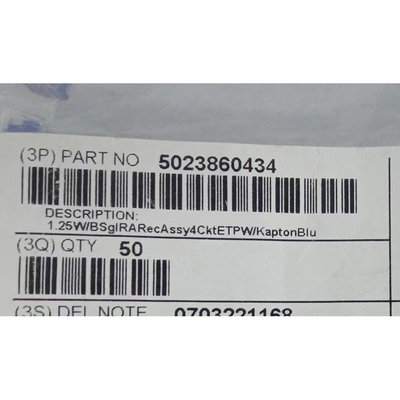 (3P) PART NO 5023860434
DESCRIPTION:
1.25W/BSglRARecAssy4CktETPW/KaptonBlu
(3Q) QTY 50
(3S) DEL NOTE 0703221168